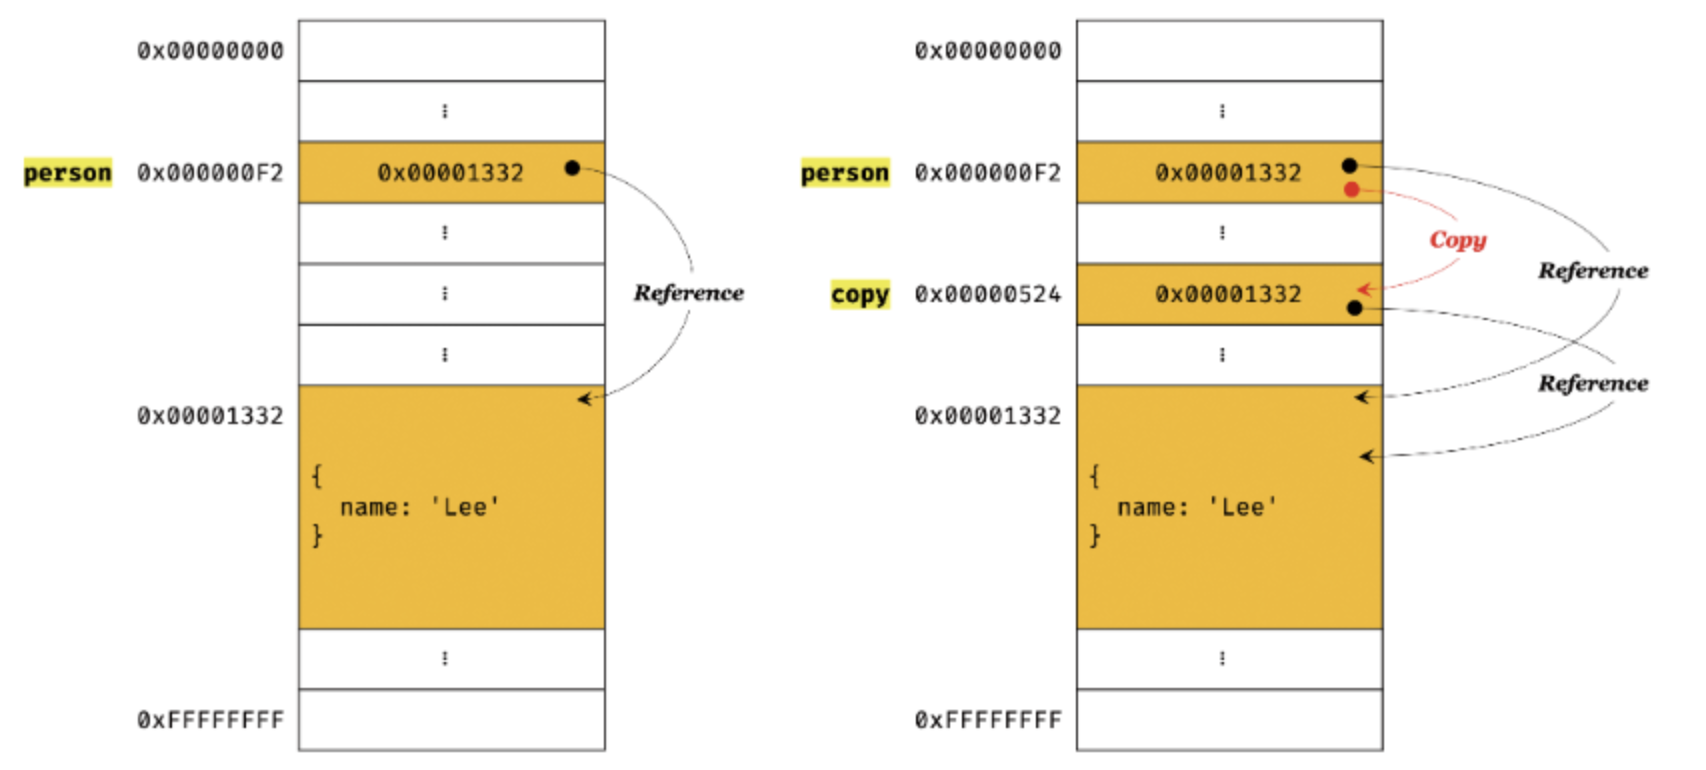 0x00000000
⋮
person 0x000000F2 0x00001332
⋮
⋮
Reference
⋮
0x00001332
{
name: 'Lee'
}
⋮
0xFFFFFFFF
0x00000000
⋮
person 0x000000F2 0x00001332
⋮
Copy
Reference
copy 0x00000524 0x00001332
⋮
Reference
0x00001332
{
name: 'Lee'
}
⋮
0xFFFFFFFF